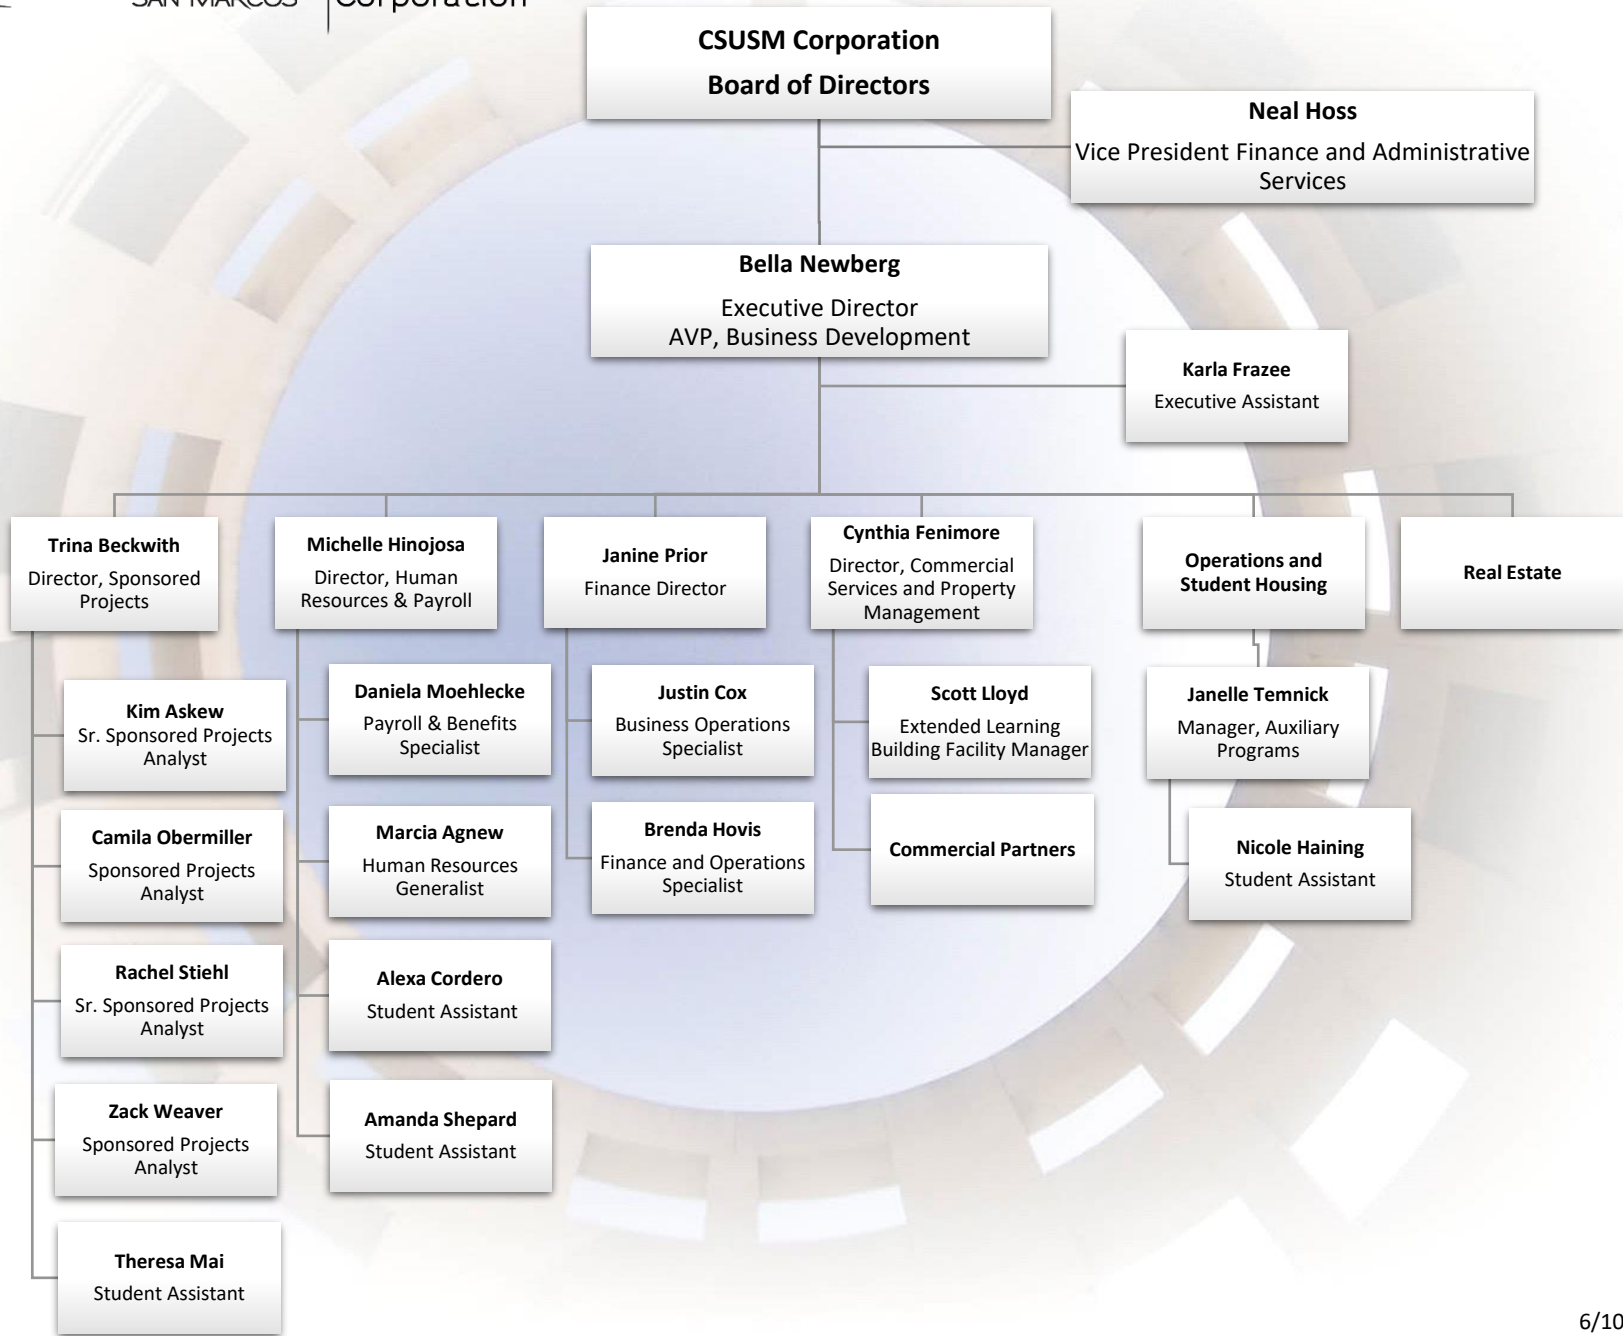 SAN MARCOS
Corporation
CSUSM Corporation
Board of Directors
Neal Hoss
Vice President Finance and Administrative
Services
Bella Newberg
Executive Director
AVP, Business Development
Karla Frazee
Executive Assistant
Trina Beckwith
Director, Sponsored
Projects
Michelle Hinojosa
Director, Human
Resources & Payroll
Janine Prior
Finance Director
Cynthia Fenimore
Director, Commercial
Services and Property
Management
Operations and
Student Housing
Real Estate
Kim Askew
Sr. Sponsored Projects
Analyst
Camila Obermiller
Sponsored Projects
Analyst
Rachel Stiehl
Sr. Sponsored Projects
Analyst
Zack Weaver
Sponsored Projects
Analyst
Theresa Mai
Student Assistant
Daniela Moehlecke
Payroll & Benefits
Specialist
Marcia Agnew
Human Resources
Generalist
Alexa Cordero
Student Assistant
Amanda Shepard
Student Assistant
Justin Cox
Business Operations
Specialist
Brenda Hovis
Finance and Operations
Specialist
Scott Lloyd
Extended Learning
Building Facility Manager
Commercial Partners
Janelle Temnick
Manager, Auxiliary
Programs
Nicole Haining
Student Assistant
6/10